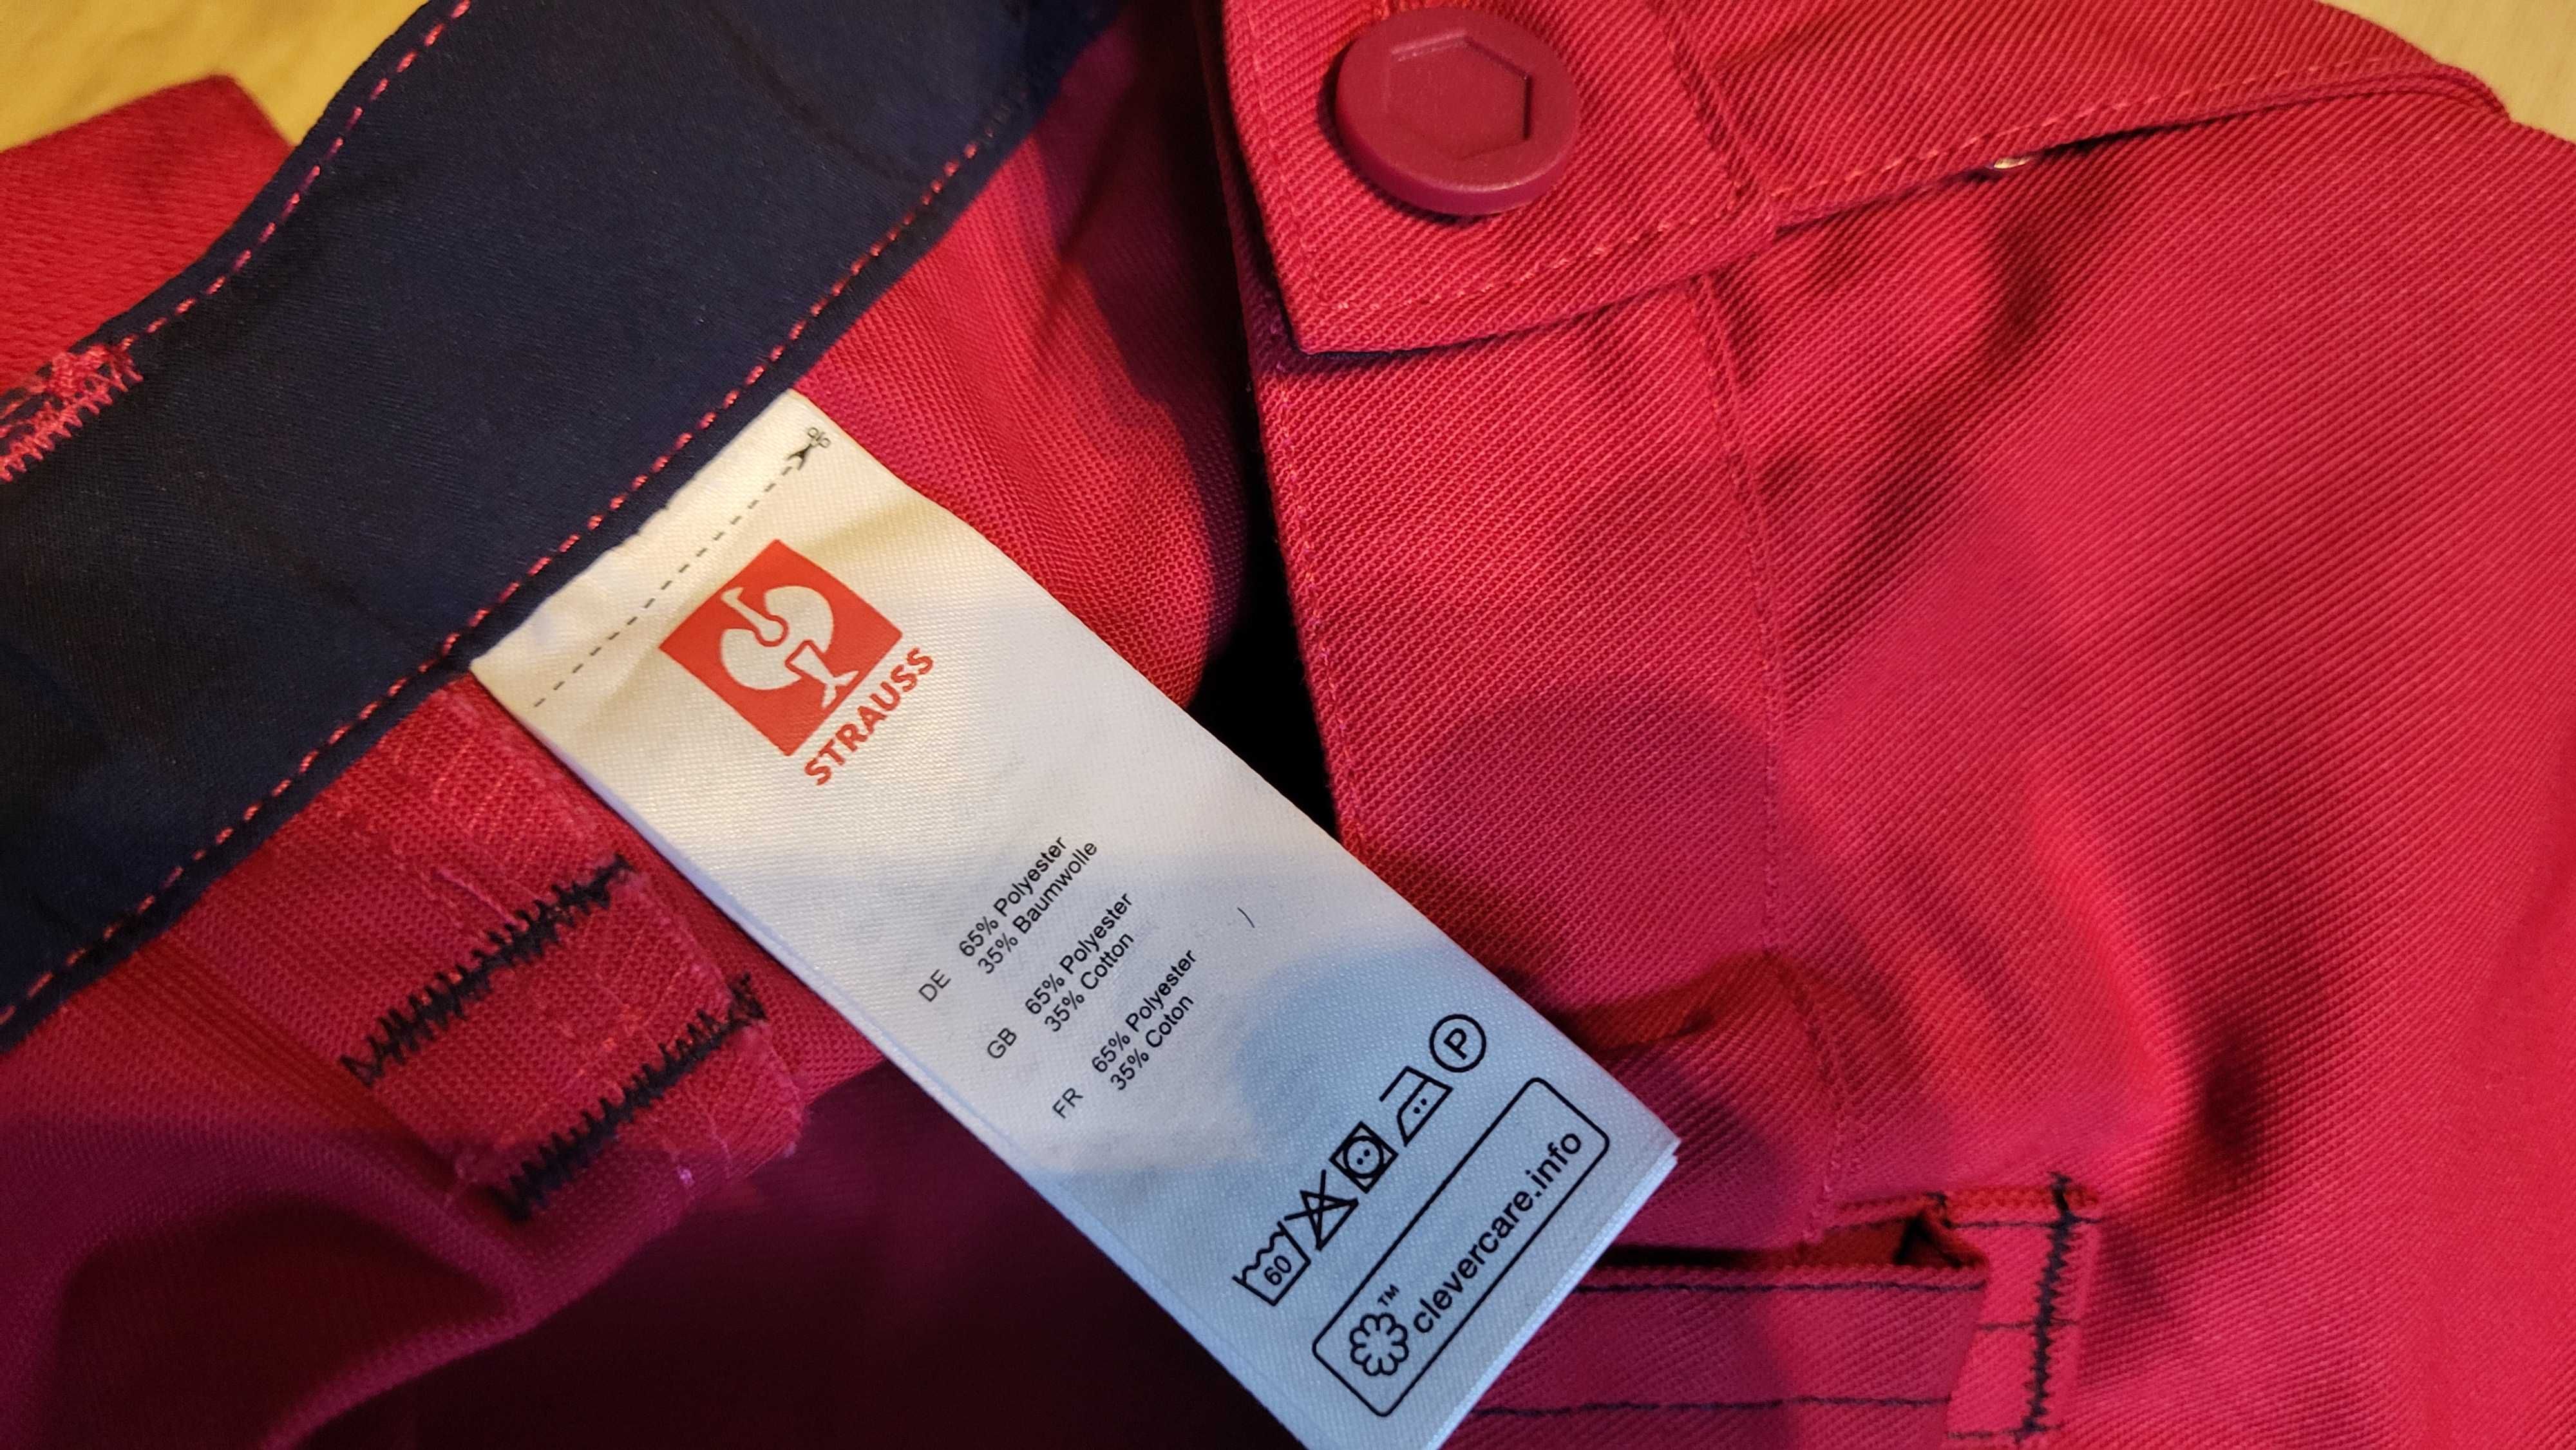 STRAUSS
DE 65% Polyester
35% Baumwolle
GB 65% Polyester
35% Cotton
FR 65% Polyester
35% Coton
60
P
™
clevercare.info